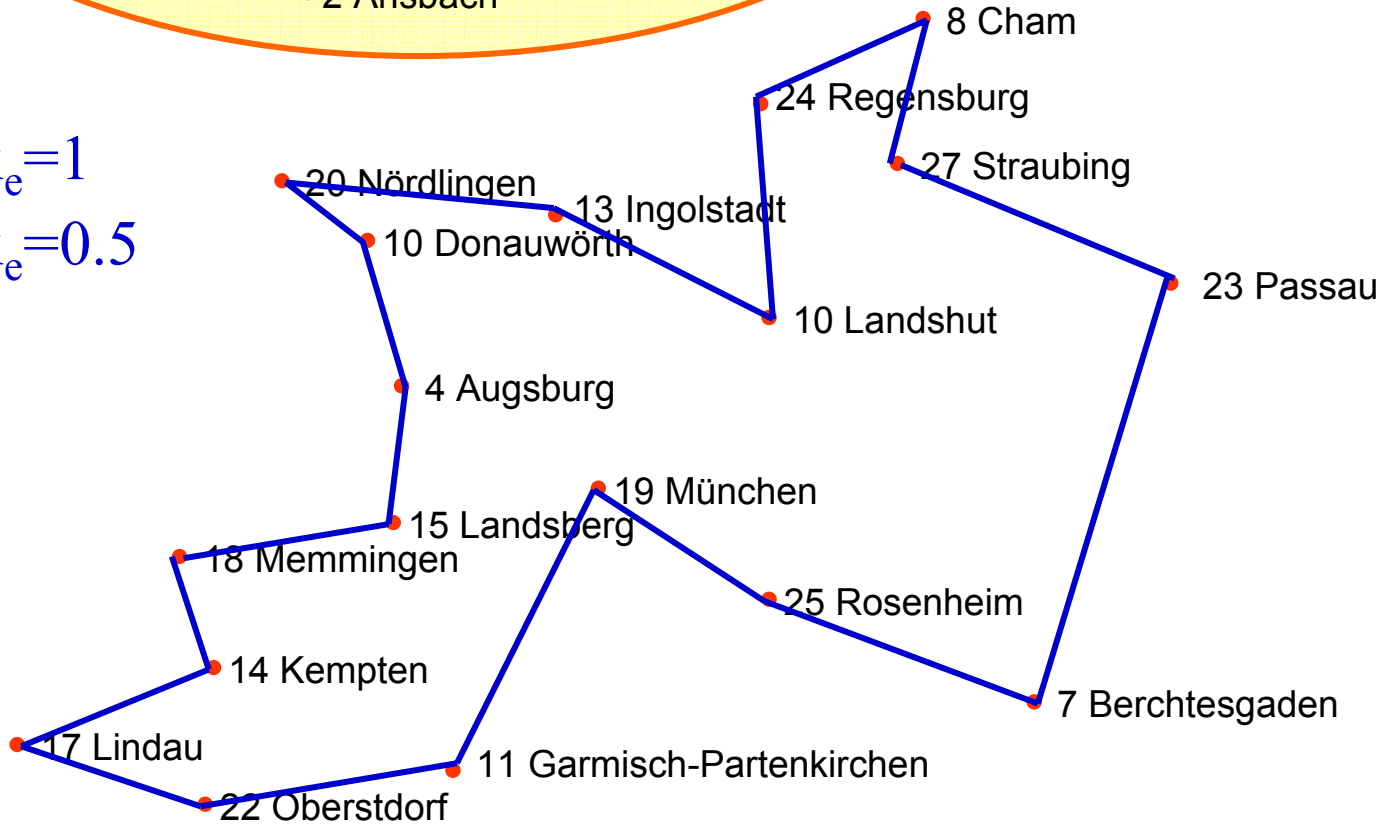 2 Ansbach
8 Cham
24 Regensburg
e=1
27 Straubing
20 Nördlingen
13 Ingolstadt
10 Donauwörth
e=0.5
23 Passau
10 Landshut
4 Augsburg
19 München
15 Landsberg
18 Memmingen
25 Rosenheim
14 Kempten
7 Berchtesgaden
17 Lindau
11 Garmisch-Partenkirchen
22 Oberstdorf